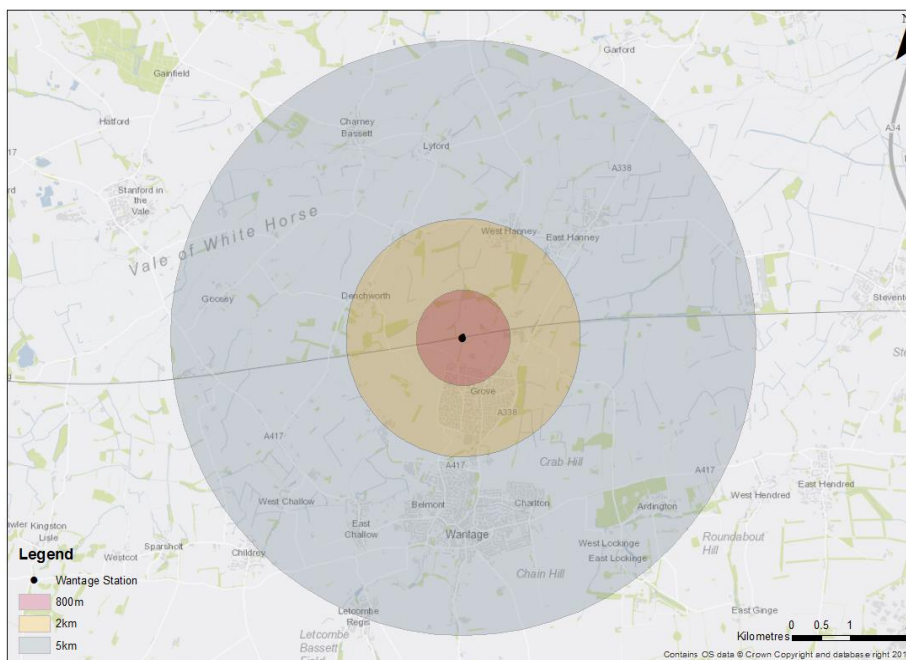 Gainfield
Garford
N
Hatford
Charney
Bassett
Lyford
A34
A338
Stanford in
the
Vale
Vale of White Horse
West Hanney
East Hanney
Goosey
Denchworth
Grove
A338
A417
Crab Hill
A417
A417
West Challow
Belmont
Charlton
West Hendred
East Hendred
East
Challow
Ardington
Kingston
Lisle
Wantage
Roundabout
Hill
Sparsholt
Westcot
Childrey
West Lockinge
East Lockinge
Chain Hill
Legend
Wantage Station
800m
2km
5km
Letcombe
Regis
Letcombe
Bassett
East Ginge
0 0.5 1
Kilometres
Contains OS data © Crown Copyright and database right 201